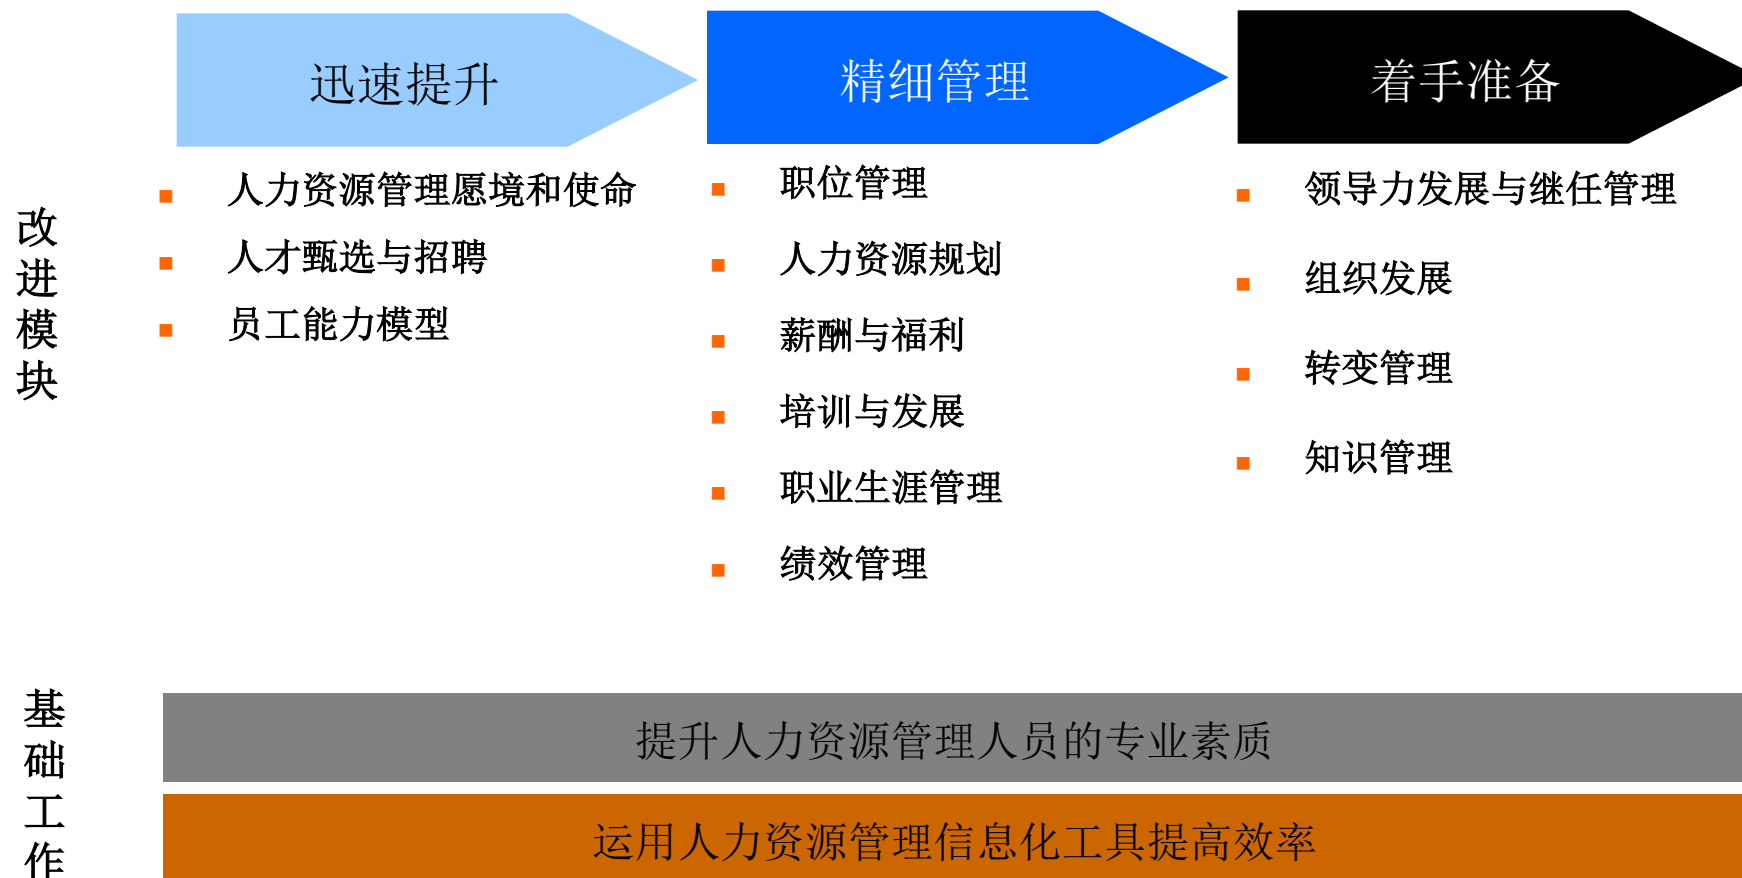 迅速提升
精细管理
着手准备
改进模块
人力资源管理愿境和使命
人才甄选与招聘
员工能力模型
职位管理
人力资源规划
薪酬与福利
培训与发展
职业生涯管理
绩效管理
领导力发展与继任管理
组织发展
转变管理
知识管理
基础工作
提升人力资源管理人员的专业素质
运用人力资源管理信息化工具提高效率